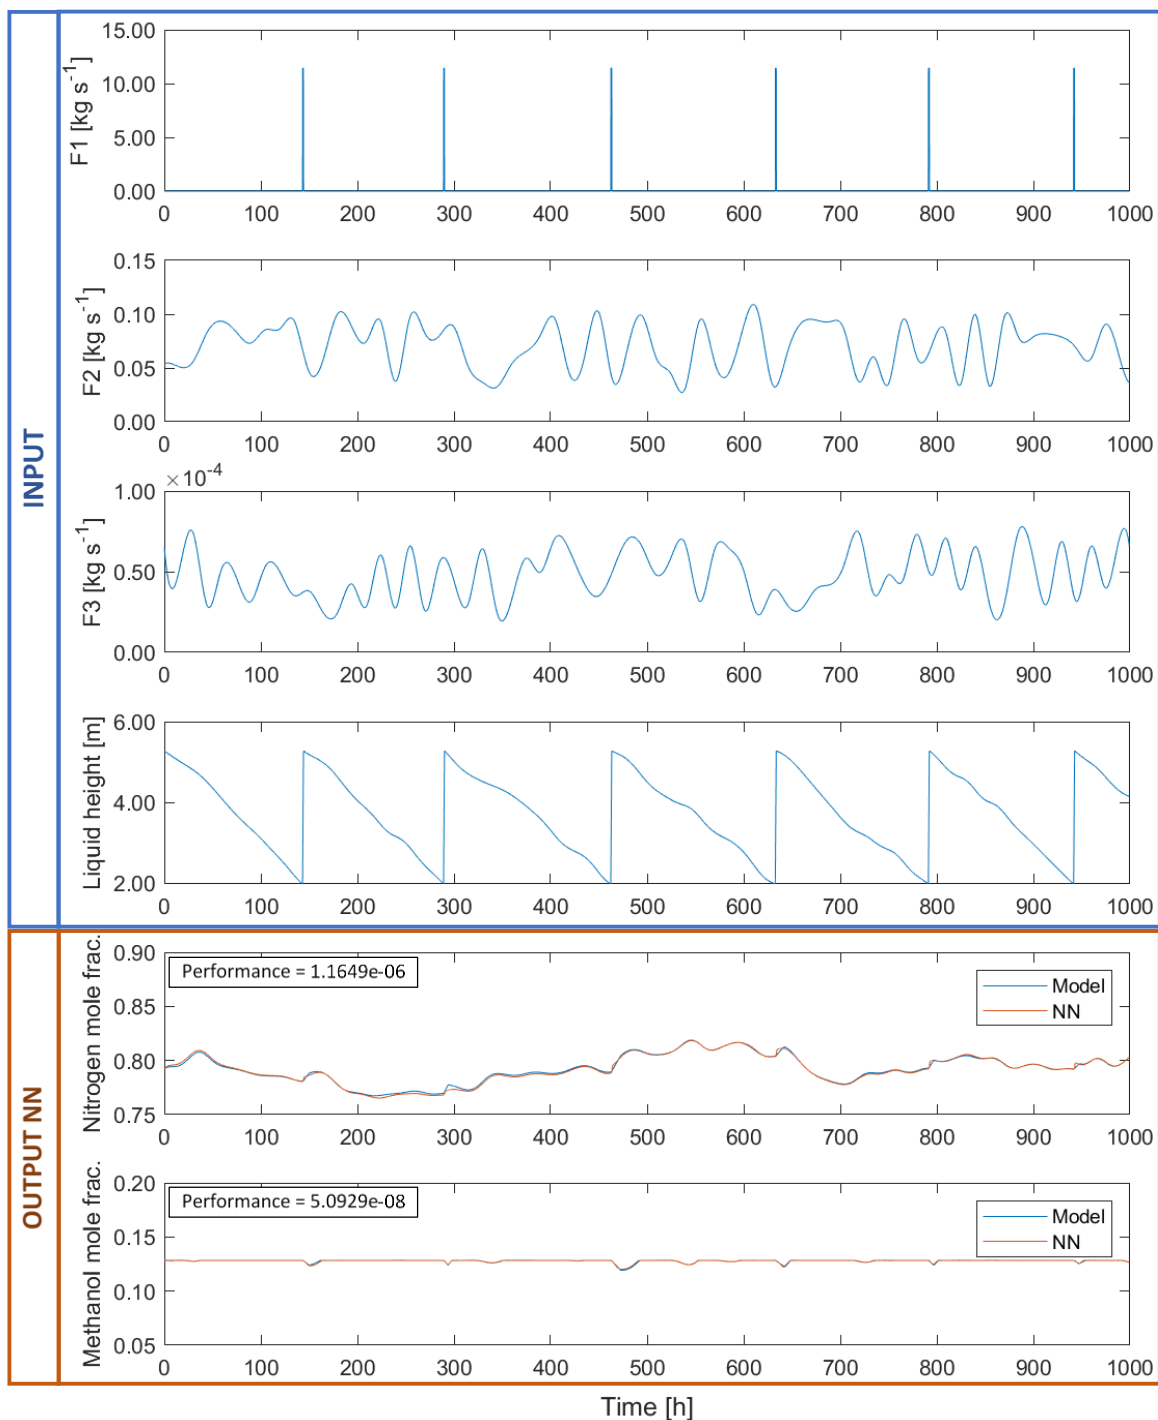 INPUT
F1 [kg s⁻¹]
15.00
10.00
5.00
0.00
0 100 200 300 400 500 600 700 800 900 1000
F2 [kg s⁻¹]
0.15
0.10
0.05
0.00
0 100 200 300 400 500 600 700 800 900 1000
F3 [kg s⁻¹]
×10⁻⁴
1.00
0.50
0.00
0 100 200 300 400 500 600 700 800 900 1000
Liquid height [m]
6.00
4.00
2.00
0 100 200 300 400 500 600 700 800 900 1000
OUTPUT NN
Nitrogen mole frac.
0.90
0.85
0.80
0.75
Performance = 1.1649e-06
Model
NN
0 100 200 300 400 500 600 700 800 900 1000
Methanol mole frac.
0.20
0.15
0.10
0.05
Performance = 5.0929e-08
Model
NN
0 100 200 300 400 500 600 700 800 900 1000
Time [h]